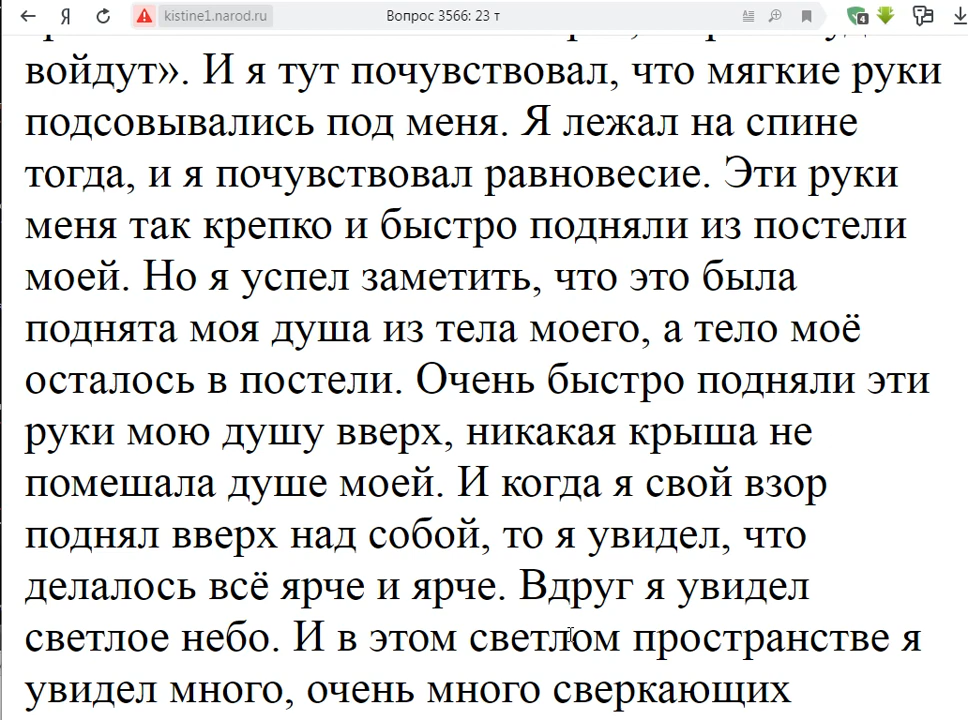 kistine1.narod.ru
Вопрос 3566: 23 т
4
войдут». И я тут почувствовал, что мягкие руки
подсовывались под меня. Я лежал на спине
тогда, и я почувствовал равновесие. Эти руки
меня так крепко и быстро подняли из постели
моей. Но я успел заметить, что это была
поднята моя душа из тела моего, а тело моё
осталось в постели. Очень быстро подняли эти
руки мою душу вверх, никакая крыша не
помешала душе моей. И когда я свой взор
поднял вверх над собой, то я увидел, что
делалось всё ярче и ярче. Вдруг я увидел
светлое небо. И в этом светлом пространстве я
увидел много, очень много сверкающих